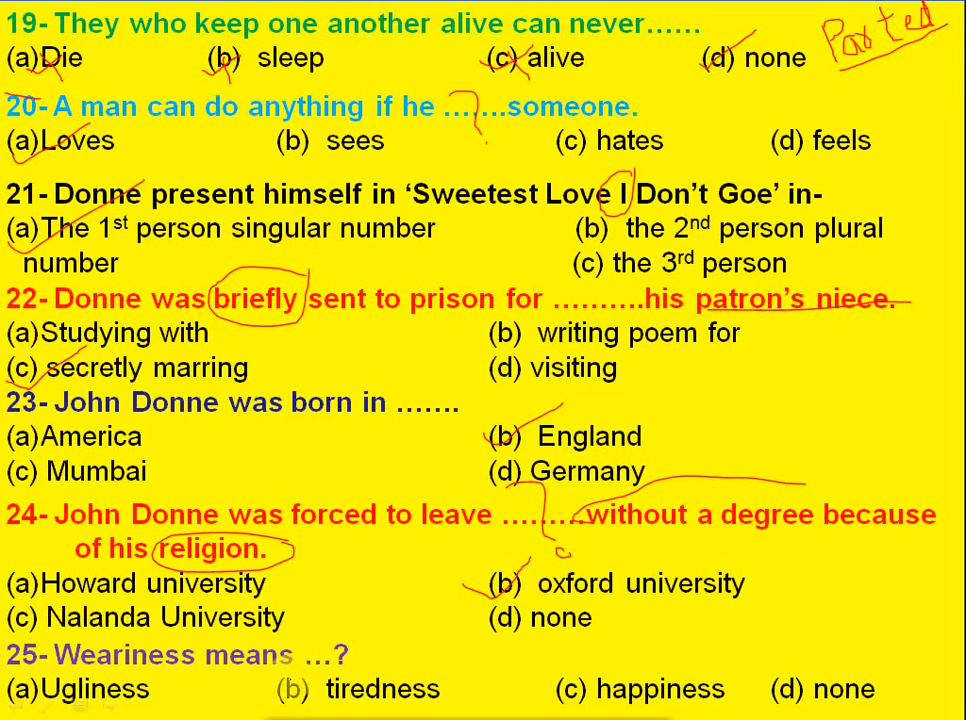 19- They who keep one another alive can never……
Parted
(a)Die (b) sleep (c) alive (d) none
20- A man can do anything if he …….someone.
(a)Loves (b) sees (c) hates (d) feels
21- Donne present himself in ‘Sweetest Love I Don’t Goe’ in-
(a)The 1st person singular number (b) the 2nd person plural
number (c) the 3rd person
22- Donne was briefly sent to prison for ……….his patron’s niece.
(a)Studying with (b) writing poem for
(c) secretly marring (d) visiting
23- John Donne was born in …….
(a)America (b) England
(c) Mumbai (d) Germany
24- John Donne was forced to leave ……….without a degree because
of his religion.
(a)Howard university (b) oxford university
(c) Nalanda University (d) none
25- Weariness means …?
(a)Ugliness (b) tiredness (c) happiness (d) none